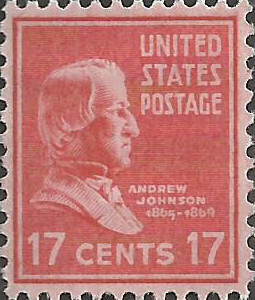 UNITED
STATES
POSTAGE
ANDREW
JOHNSON
1865-1869
17 CENTS 17